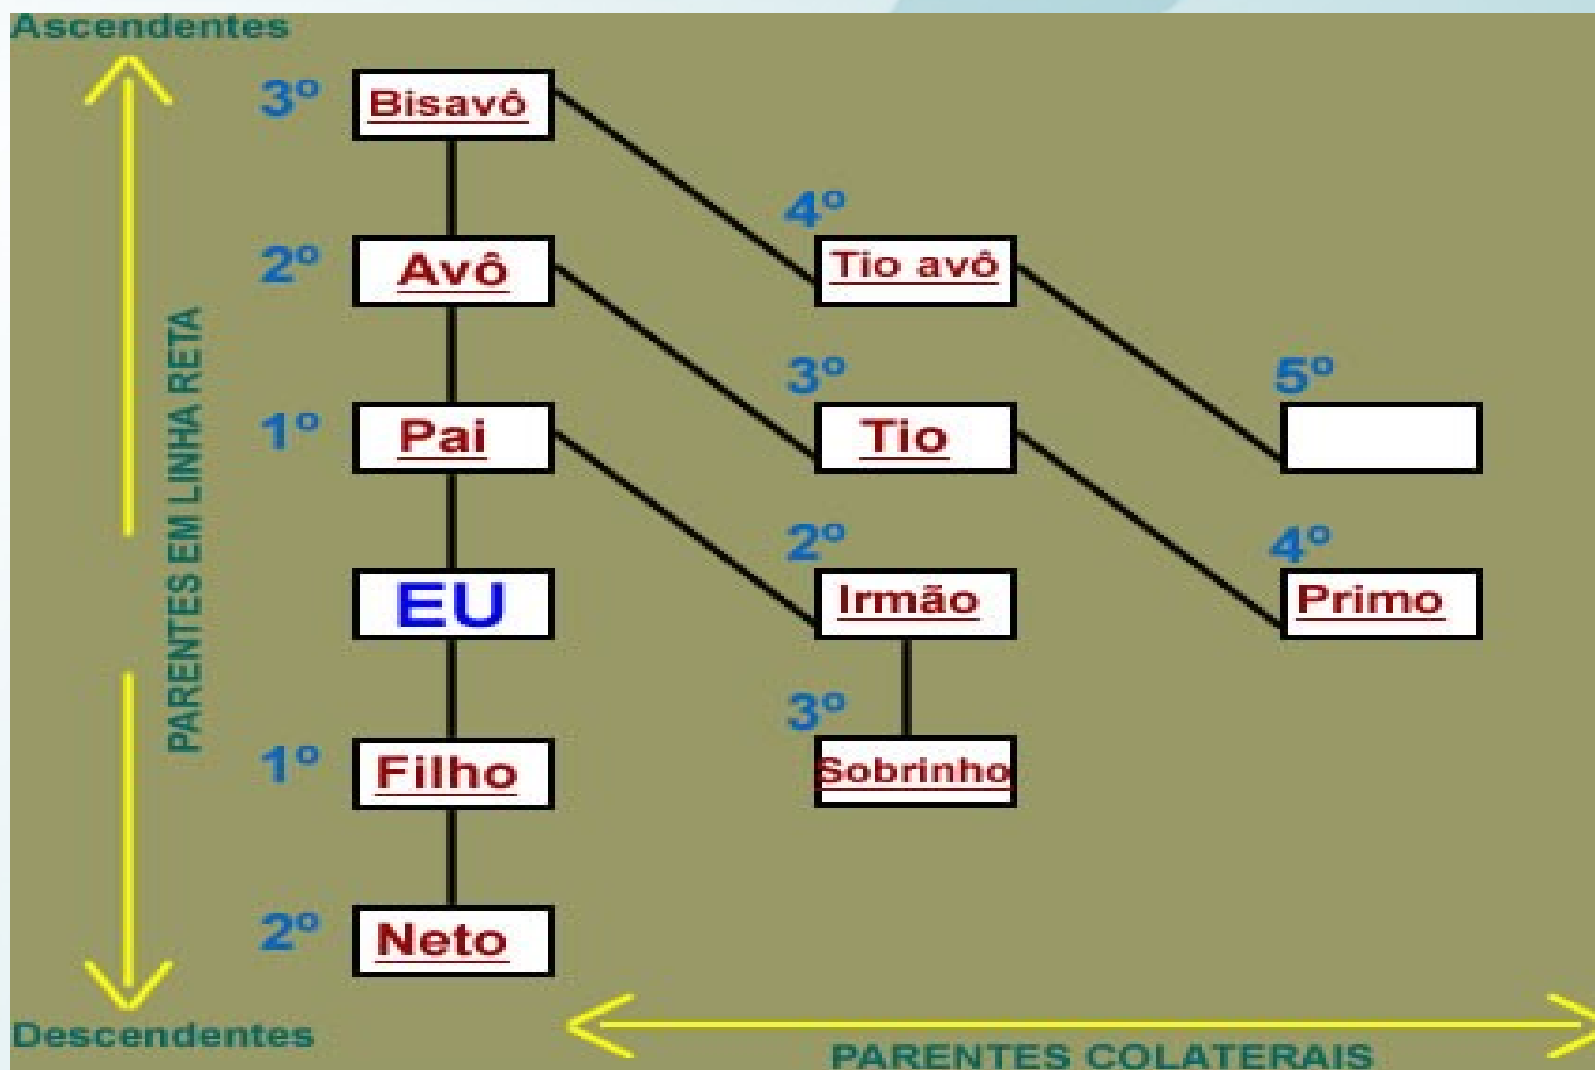 Ascendentes
3º
Bisavô
4º
2º
Avô
Tio avô
PARENTES EM LINHA RETA
3º
5º
1º
Pai
Tio
2º
4º
EU
Irmão
Primo
3º
1º
Filho
Sobrinho
2º
Neto
Descendentes
PARENTES COLATERAIS